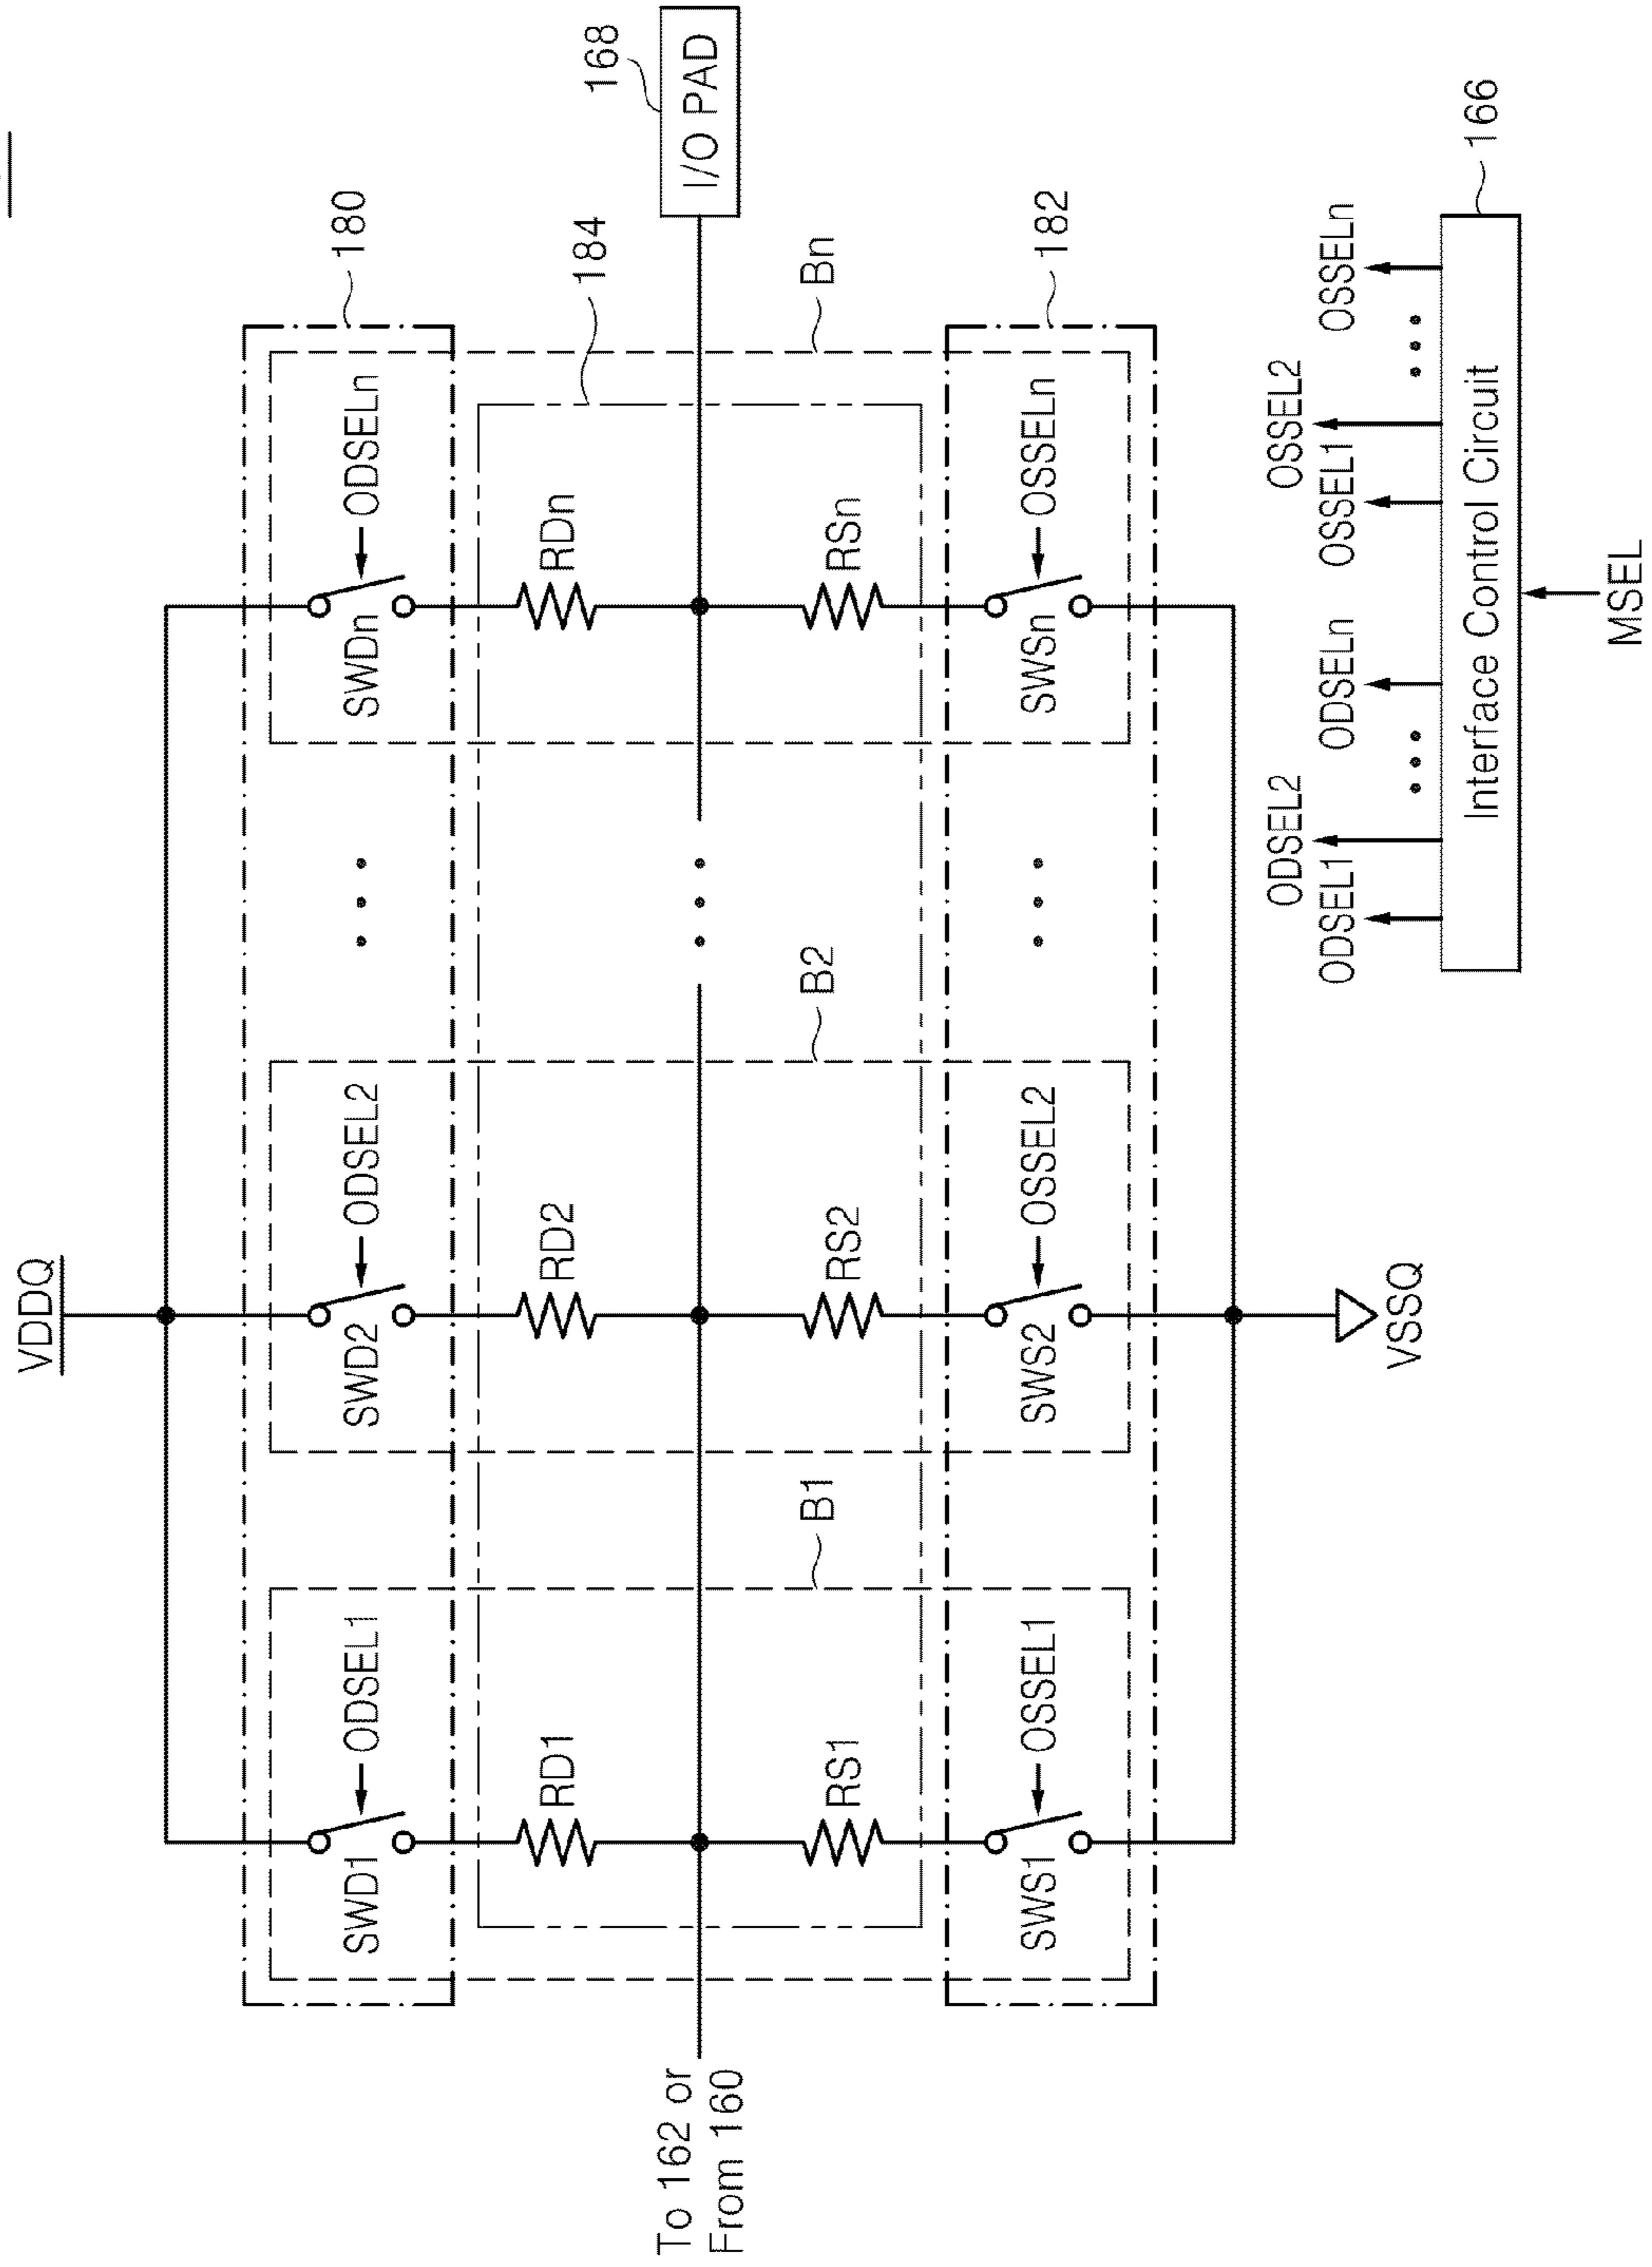 VDDQ
180
SWD1
ODSEL1
SWD2
ODSEL2
SWDn
ODSELn
184
RD1
RD2
RDn
168
I/O PAD
To 162 or
From 160
B1
B2
Bn
RS1
RS2
RSn
182
SWS1
OSSEL1
SWS2
OSSEL2
SWSn
OSSELn
VSSQ
ODSEL1
ODSEL2
ODSELn
OSSEL1
OSSEL2
OSSELn
166
Interface Control Circuit
MSEL